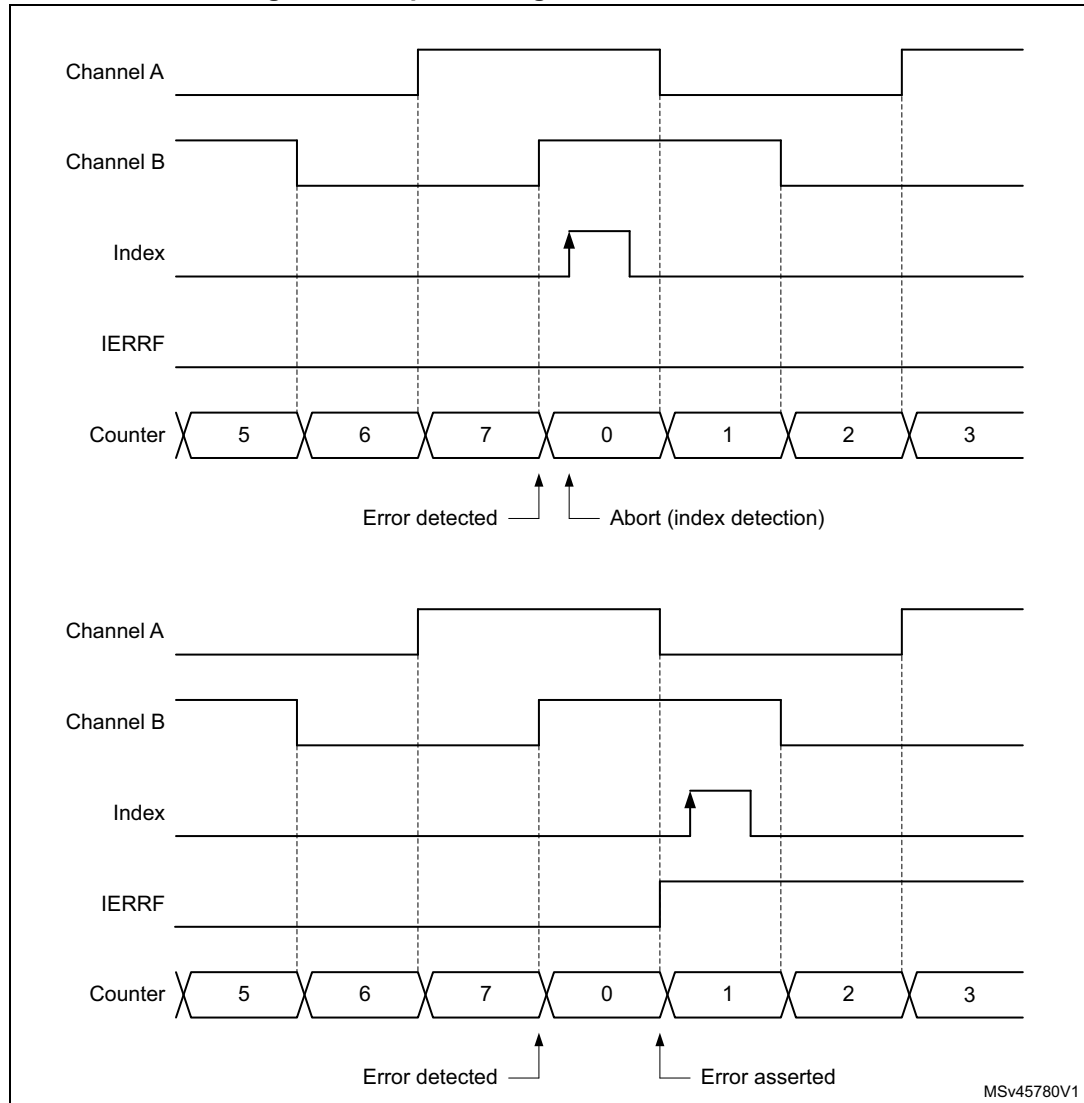 Channel A
Channel B
Index
IERRF
Counter 5 6 7 0 1 2 3
Error detected Abort (index detection)
Channel A
Channel B
Index
IERRF
Counter 5 6 7 0 1 2 3
Error detected Error asserted
MSv45780V1